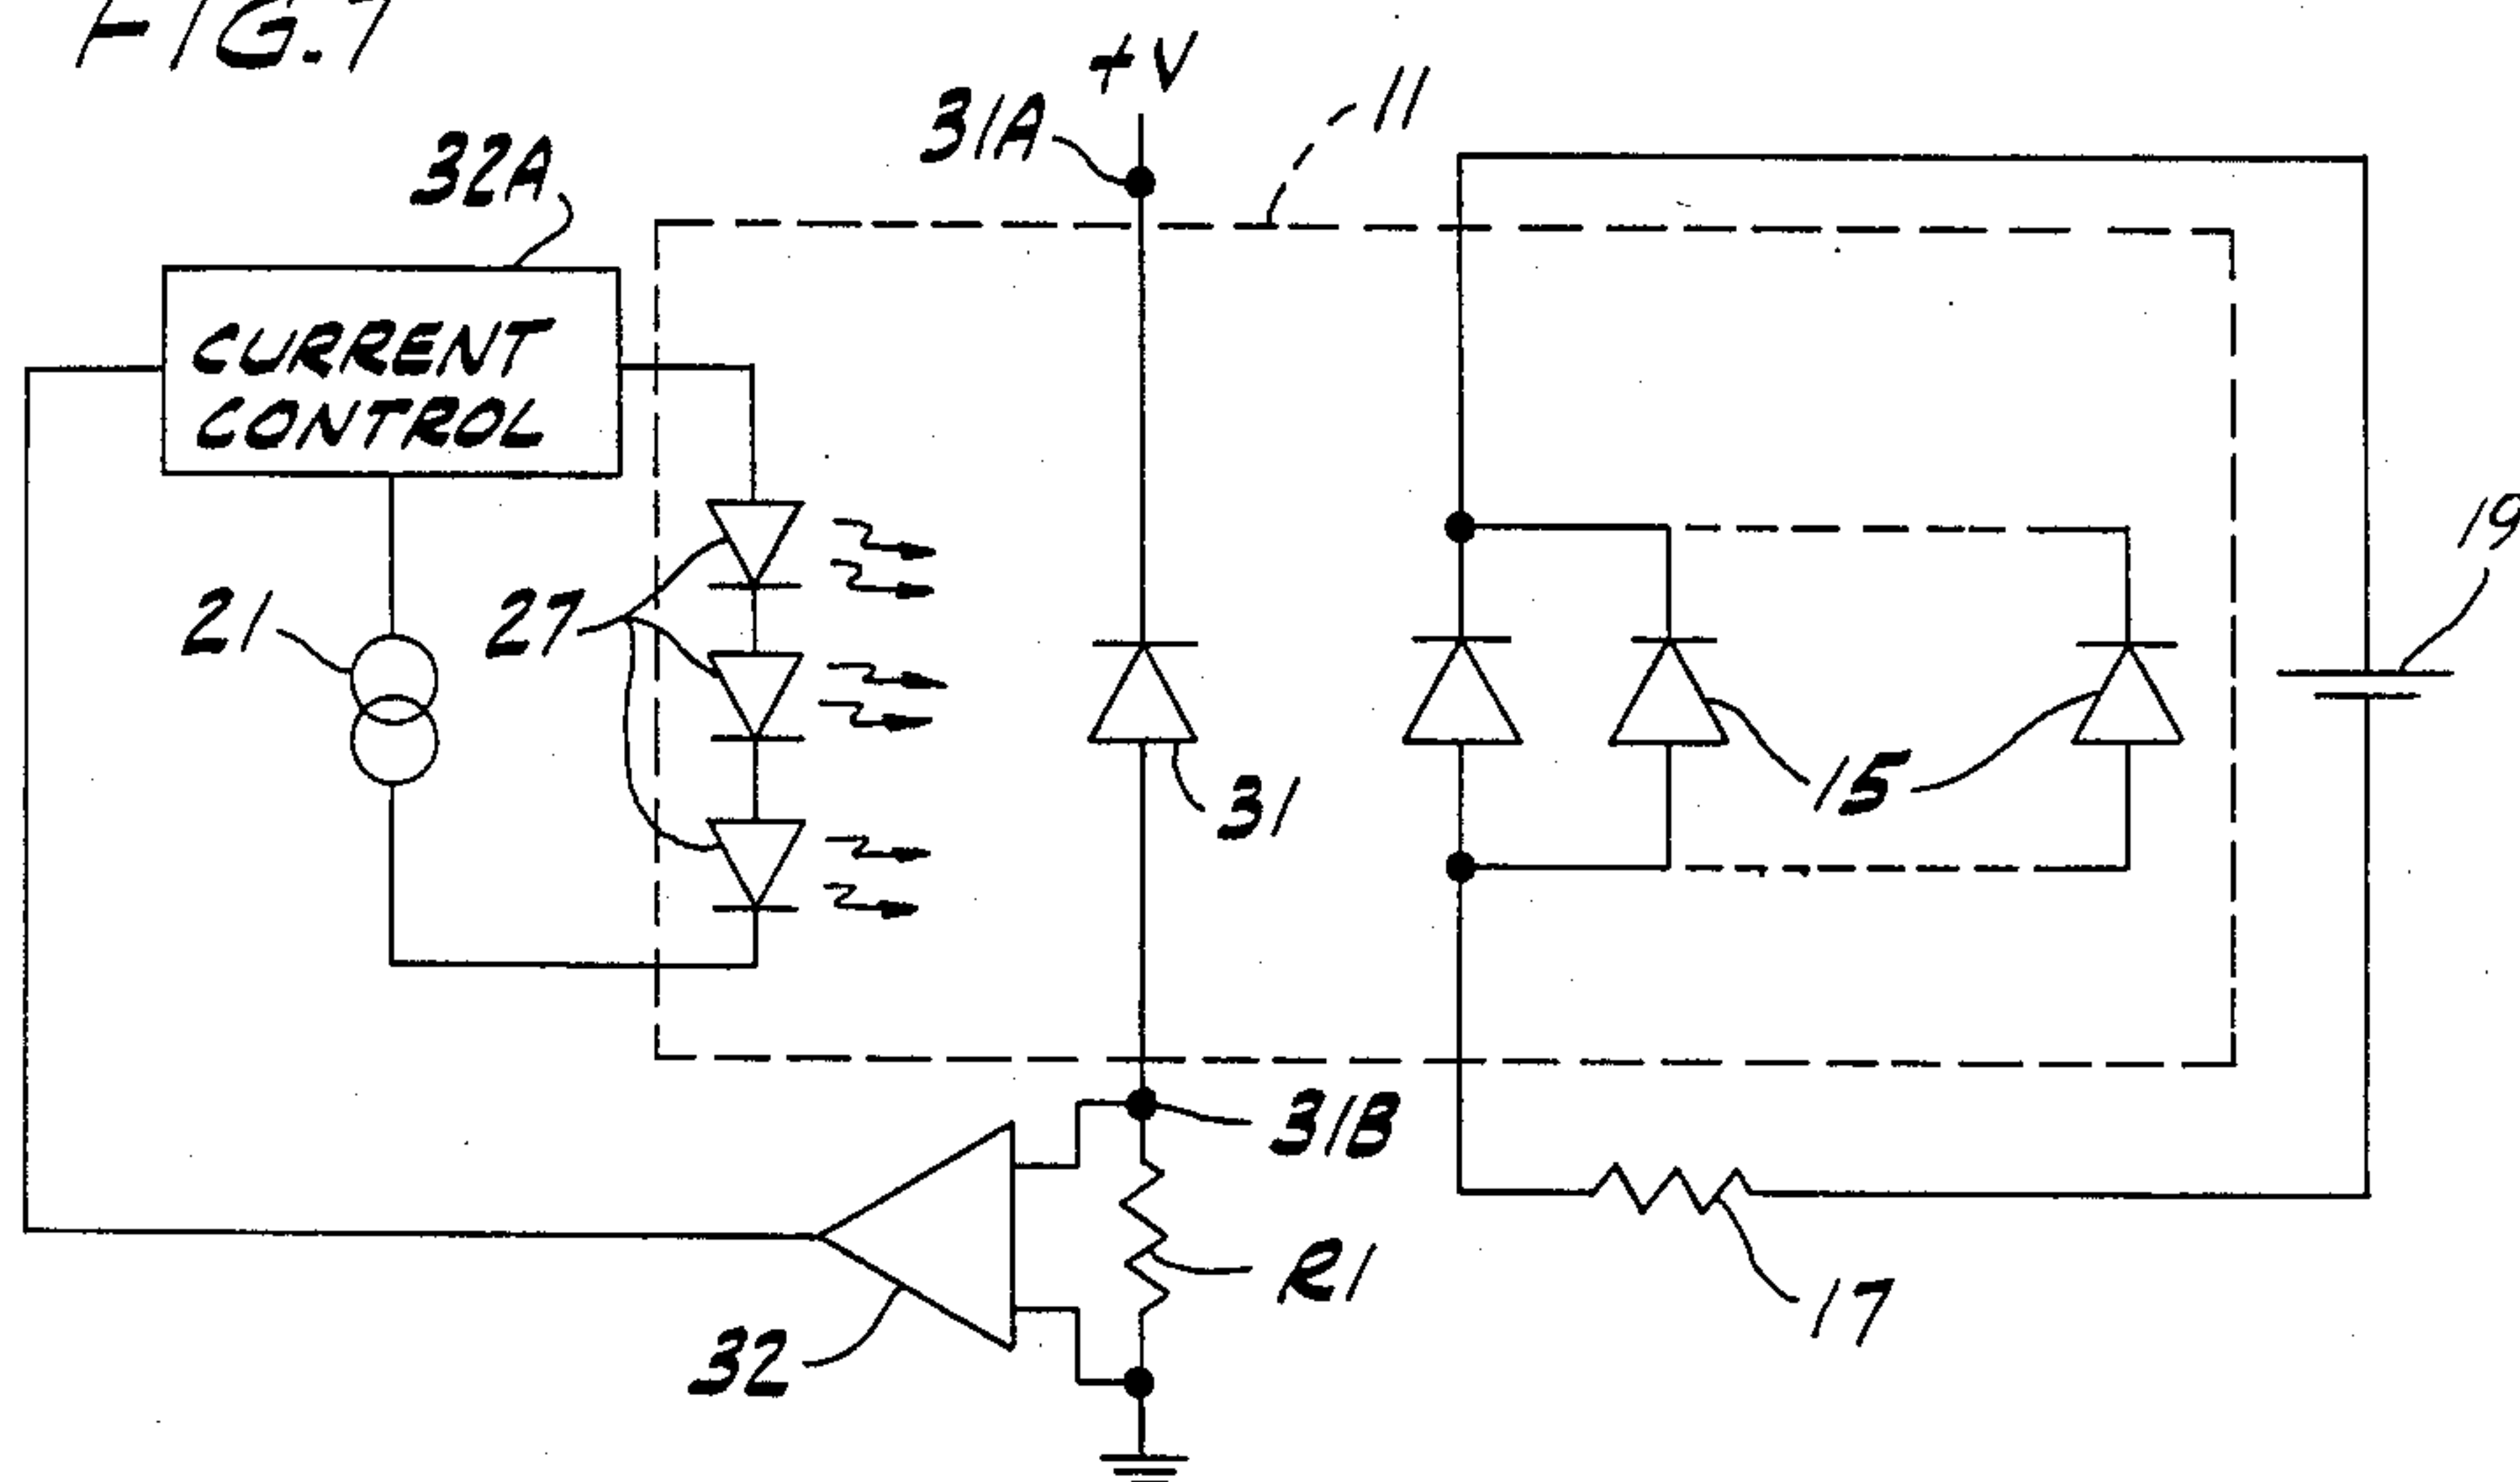 FIG. 7
+V
31A
11
32A
CURRENT
CONTROL
19
21
27
31
15
31B
R1
32
17